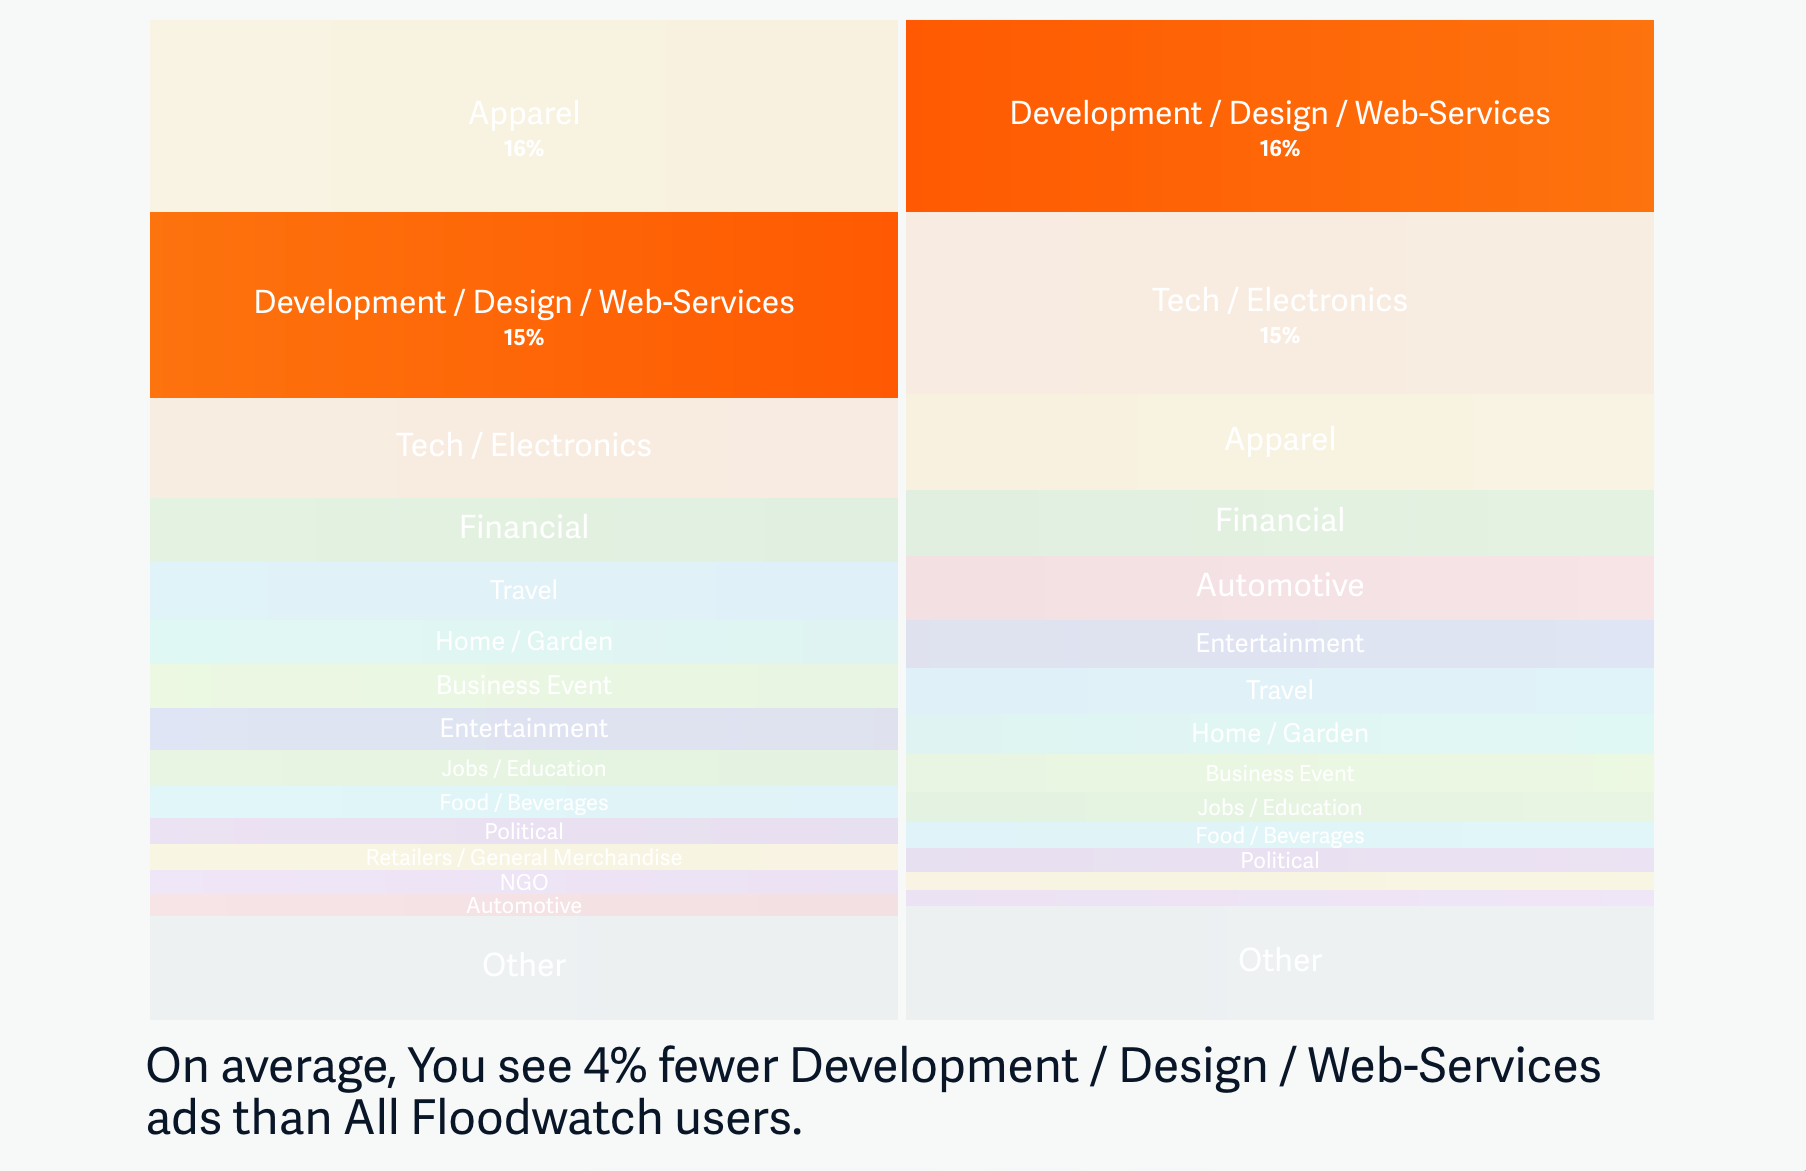 Apparel
16%
Development / Design / Web-Services
15%
Tech / Electronics
Financial
Travel
Home / Garden
Business Event
Entertainment
Jobs / Education
Food / Beverages
Political
Retailers / General Merchandise
NGO
Automotive
Other
Development / Design / Web-Services
16%
Tech / Electronics
15%
Apparel
Financial
Automotive
Entertainment
Travel
Home / Garden
Business Event
Jobs / Education
Food / Beverages
Political
Other
On average, You see 4% fewer Development / Design / Web-Services
ads than All Floodwatch users.